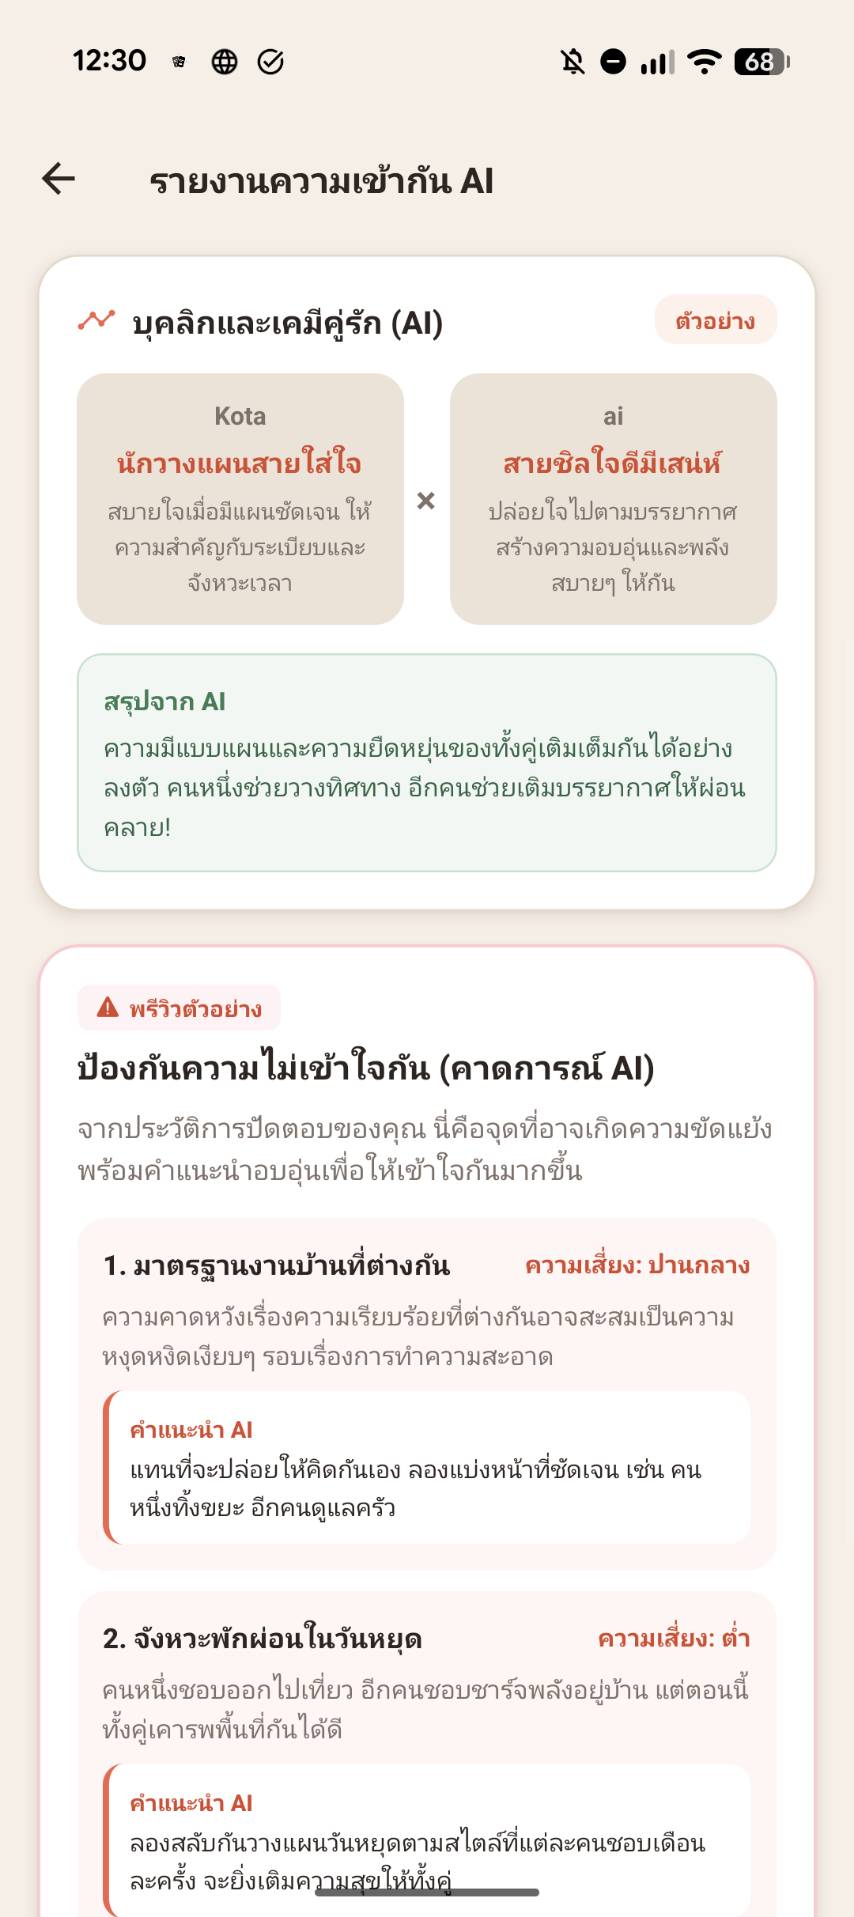 12:30
68
รายงานความเข้ากัน AI
บุคลิกและเคมีคู่รัก (AI)
ตัวอย่าง
Kota
นักวางแผนสายใส่ใจ
สบายใจเมื่อมีแผนชัดเจน ให้
ความสำคัญกับระเบียบและ
จังหวะเวลา
×
ai
สายชิลใจดีมีเสน่ห์
ปล่อยใจไปตามบรรยากาศ
สร้างความอบอุ่นและพลัง
สบายๆ ให้กัน
สรุปจาก AI
ความมีแบบแผนและความยืดหยุ่นของทั้งคู่เติมเต็มกันได้อย่าง
ลงตัว คนหนึ่งช่วยวางทิศทาง อีกคนช่วยเติมบรรยากาศให้ผ่อน
คลาย!
พรีวิวตัวอย่าง
ป้องกันความไม่เข้าใจกัน (คาดการณ์ AI)
จากประวัติการปัดตอบของคุณ นี่คือจุดที่อาจเกิดความขัดแย้ง
พร้อมคำแนะนำอบอุ่นเพื่อให้เข้าใจกันมากขึ้น
1. มาตรฐานงานบ้านที่ต่างกัน
ความเสี่ยง: ปานกลาง
ความคาดหวังเรื่องความเรียบร้อยที่ต่างกันอาจสะสมเป็นความ
หงุดหงิดเงียบๆ รอบเรื่องการทำความสะอาด
คำแนะนำ AI
แทนที่จะปล่อยให้คิดกันเอง ลองแบ่งหน้าที่ชัดเจน เช่น คน
หนึ่งทิ้งขยะ อีกคนดูแลครัว
2. จังหวะพักผ่อนในวันหยุด
ความเสี่ยง: ต่ำ
คนหนึ่งชอบออกไปเที่ยว อีกคนชอบชาร์จพลังอยู่บ้าน แต่ตอนนี้
ทั้งคู่เคารพพื้นที่กันได้ดี
คำแนะนำ AI
ลองสลับกันวางแผนวันหยุดตามสไตล์ที่แต่ละคนชอบเดือน
ละครั้ง จะยิ่งเติมความสุขให้ทั้งคู่